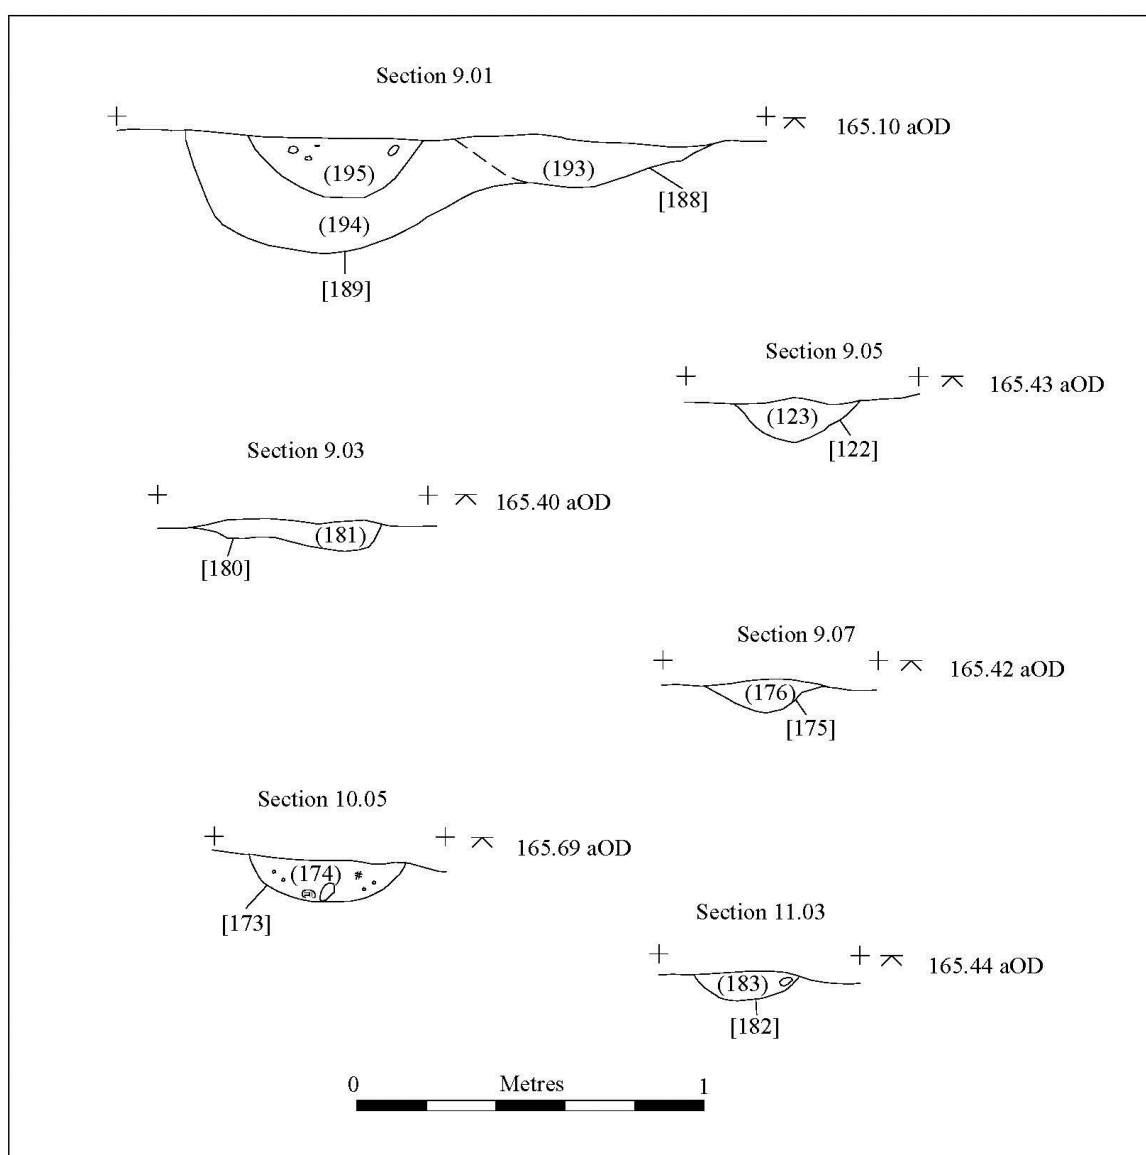 Section 9.01
165.10 aOD
(195)
(193)
[188]
(194)
[189]
Section 9.05
165.43 aOD
(123)
[122]
Section 9.03
165.40 aOD
(181)
[180]
Section 9.07
165.42 aOD
(176)
[175]
Section 10.05
165.69 aOD
(174)
[173]
Section 11.03
165.44 aOD
(183)
[182]
0 Metres 1